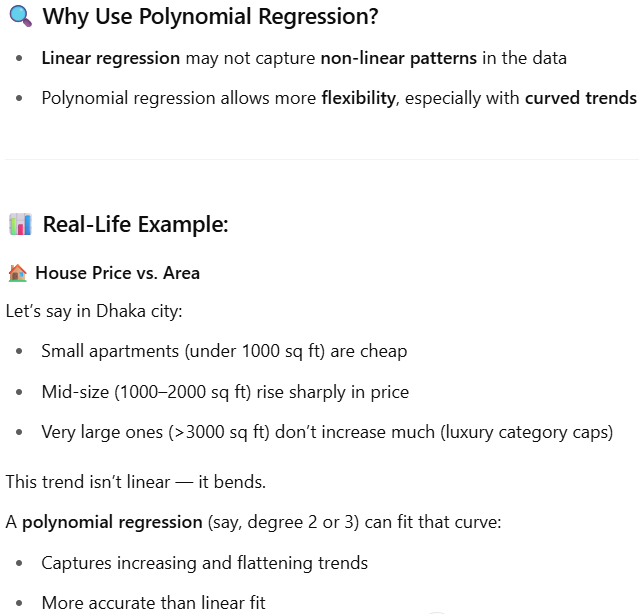 🔍 Why Use Polynomial Regression?
• Linear regression may not capture non-linear patterns in the data
• Polynomial regression allows more flexibility, especially with curved trends
📊 Real-Life Example:
🏠 House Price vs. Area
Let's say in Dhaka city:
• Small apartments (under 1000 sq ft) are cheap
• Mid-size (1000–2000 sq ft) rise sharply in price
• Very large ones (>3000 sq ft) don't increase much (luxury category caps)
This trend isn't linear — it bends.
A polynomial regression (say, degree 2 or 3) can fit that curve:
• Captures increasing and flattening trends
• More accurate than linear fit